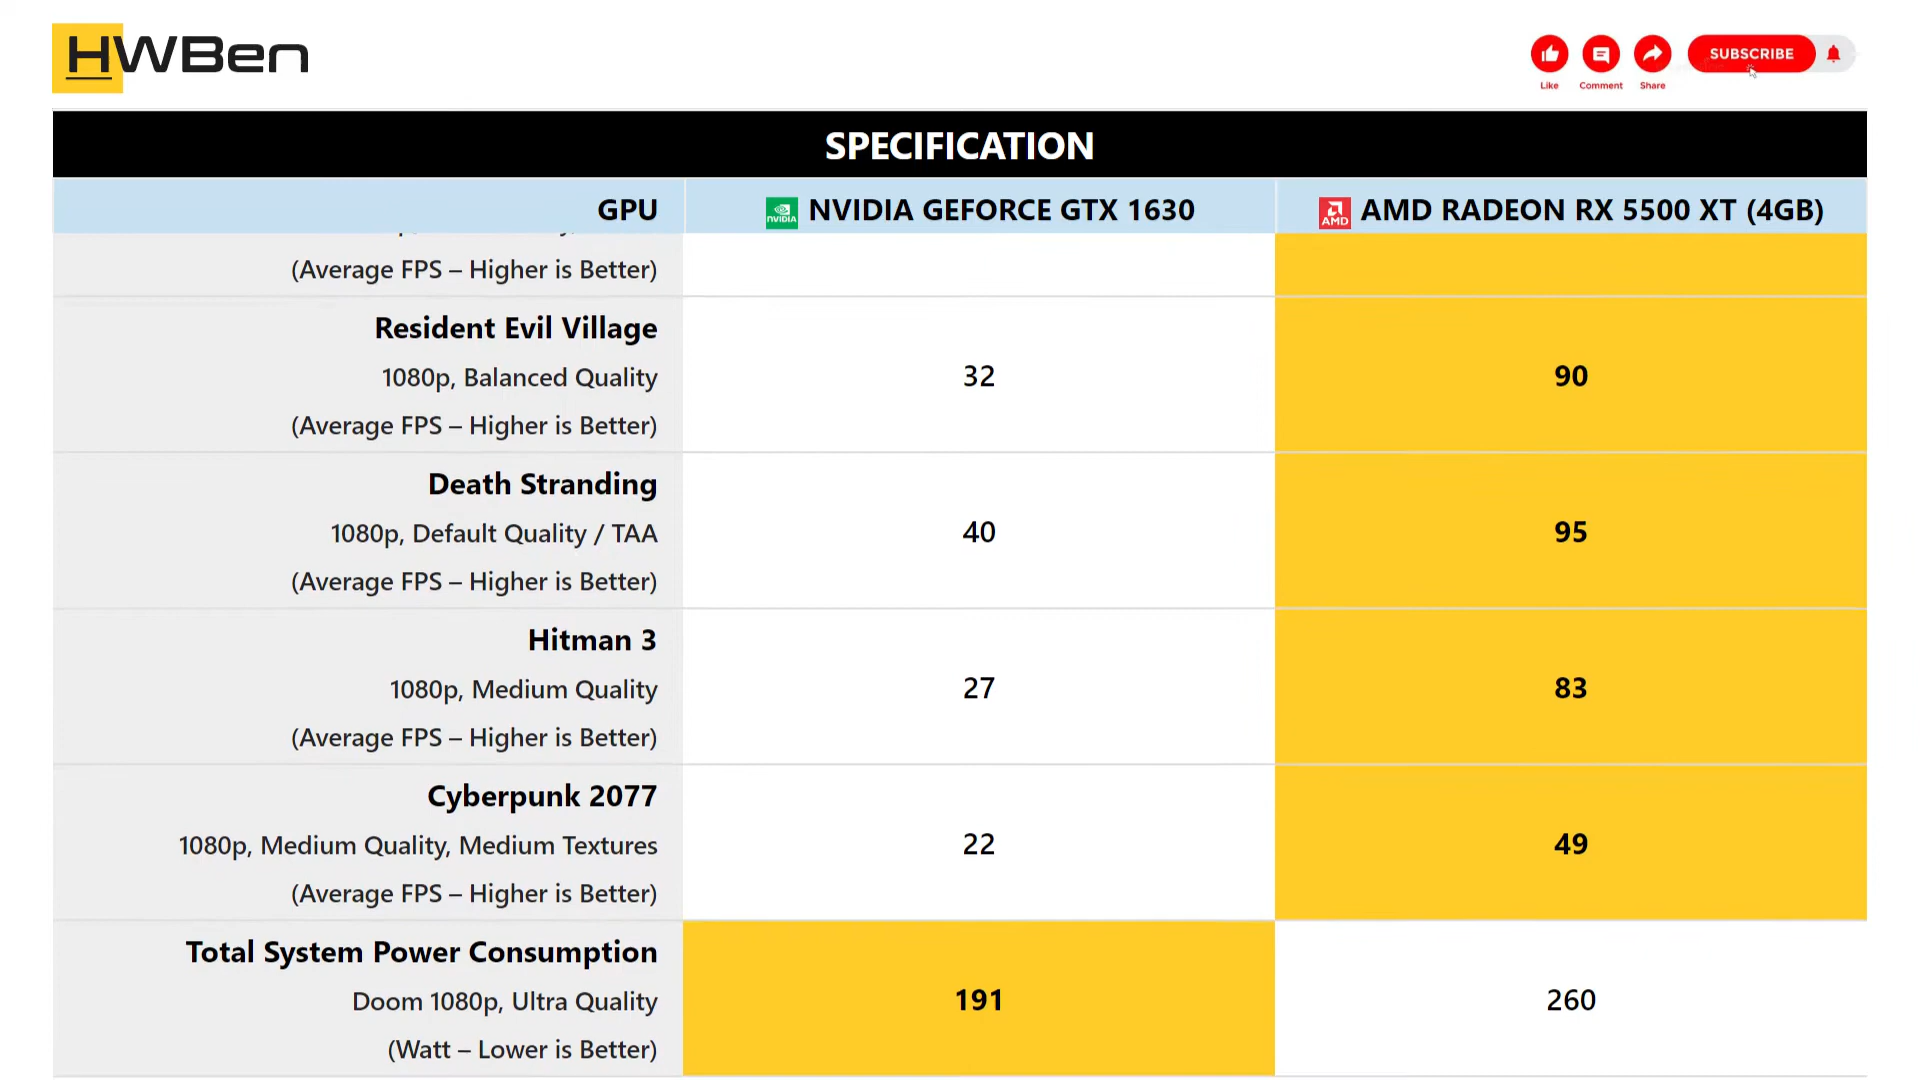 HWBen
Like
Comment
Share
SUBSCRIBE
SPECIFICATION
GPU
NVIDIA
NVIDIA GEFORCE GTX 1630
AMD
AMD RADEON RX 5500 XT (4GB)
(Average FPS – Higher is Better)
Resident Evil Village
1080p, Balanced Quality
(Average FPS – Higher is Better)
32
90
Death Stranding
1080p, Default Quality / TAA
(Average FPS – Higher is Better)
40
95
Hitman 3
1080p, Medium Quality
(Average FPS – Higher is Better)
27
83
Cyberpunk 2077
1080p, Medium Quality, Medium Textures
(Average FPS – Higher is Better)
22
49
Total System Power Consumption
Doom 1080p, Ultra Quality
(Watt – Lower is Better)
191
260